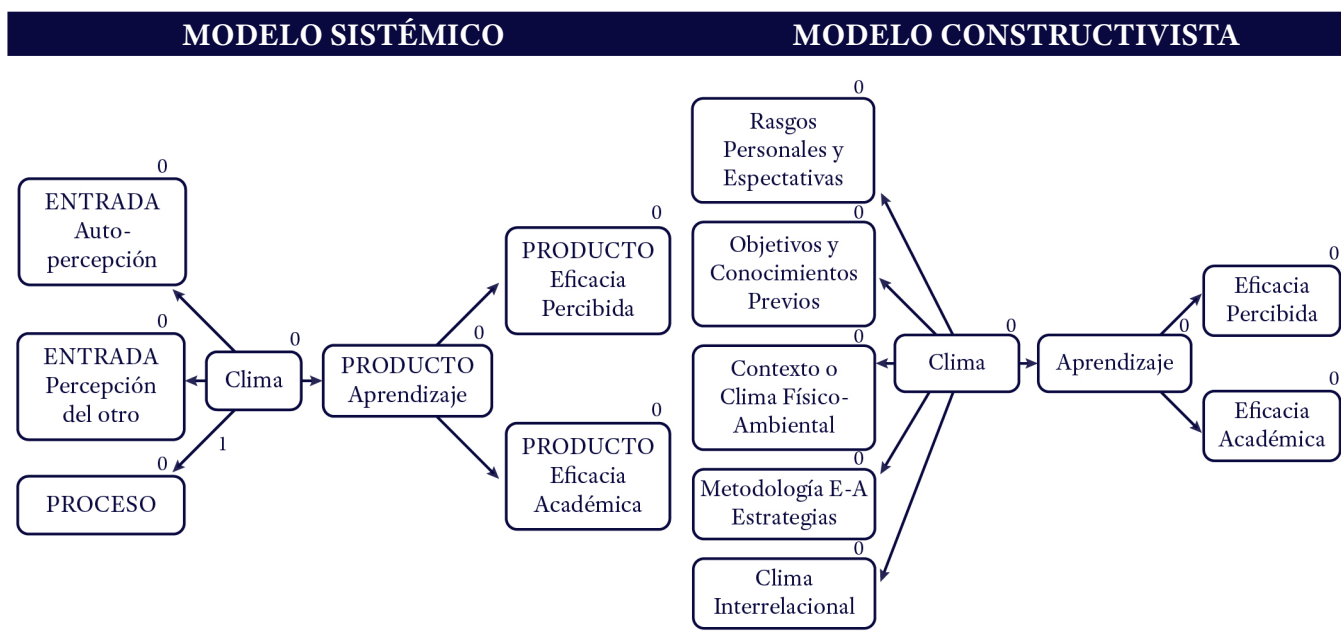 MODELO SISTÉMICO
0
ENTRADA
Auto-
percepción
0
ENTRADA
Percepción
del otro
0
PROCESO
0
Clima
1
0
PRODUCTO
Aprendizaje
0
PRODUCTO
Eficacia
Percibida
0
PRODUCTO
Eficacia
Académica
MODELO CONSTRUCTIVISTA
0
Rasgos
Personales y
Espectativas
0
Objetivos y
Conocimientos
Previos
0
Contexto o
Clima Físico-
Ambiental
0
Metodología E-A
Estrategias
0
Clima
Interrelacional
0
Clima
0
Aprendizaje
0
Eficacia
Percibida
0
Eficacia
Académica